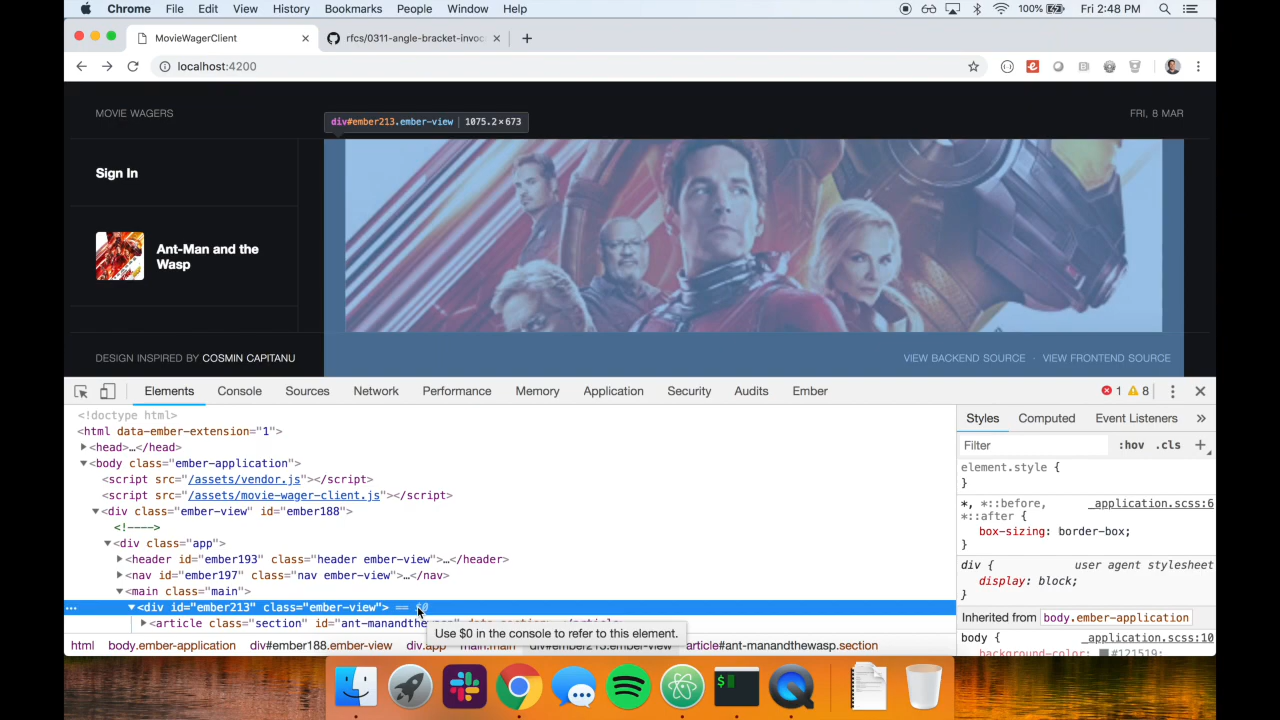 Chrome File Edit View History Bookmarks People Window Help 100% Fri 2:48 PM
MovieWagerClient rfcs/0311-angle-bracket-invoc
localhost:4200
MOVIE WAGERS FRI, 8 MAR
div#ember213.ember-view | 1075.2×673
Sign In
Ant-Man and the
Wasp
DESIGN INSPIRED BY COSMIN CAPITANU VIEW BACKEND SOURCE · VIEW FRONTEND SOURCE
Elements Console Sources Network Performance Memory Application Security Audits Ember 1 8
<!doctype html>
<html data-ember-extension="1">
<head>…</head>
<body class="ember-application">
<script src="/assets/vendor.js"></script>
<script src="/assets/movie-wager-client.js"></script>
<div class="ember-view" id="ember188">
<!---->
<div class="app">
<header id="ember193" class="header ember-view">…</header>
<nav id="ember197" class="nav ember-view">…</nav>
<main class="main">
… <div id="ember213" class="ember-view"> == $0
<article class="section" id="ant-manandthe
Use $0 in the console to refer to this element.
html body.ember-application div#ember188.ember-view div.app main.main div#ember213.ember-view article#ant-manandthewasp.section
Styles Computed Event Listeners »
Filter :hov .cls +
element.style {
}
*, *::before, _application.scss:6
*::after {
box-sizing: border-box;
}
div { user agent stylesheet
display: block;
}
Inherited from body.ember-application
body { _application.scss:10
background-color: #121519;